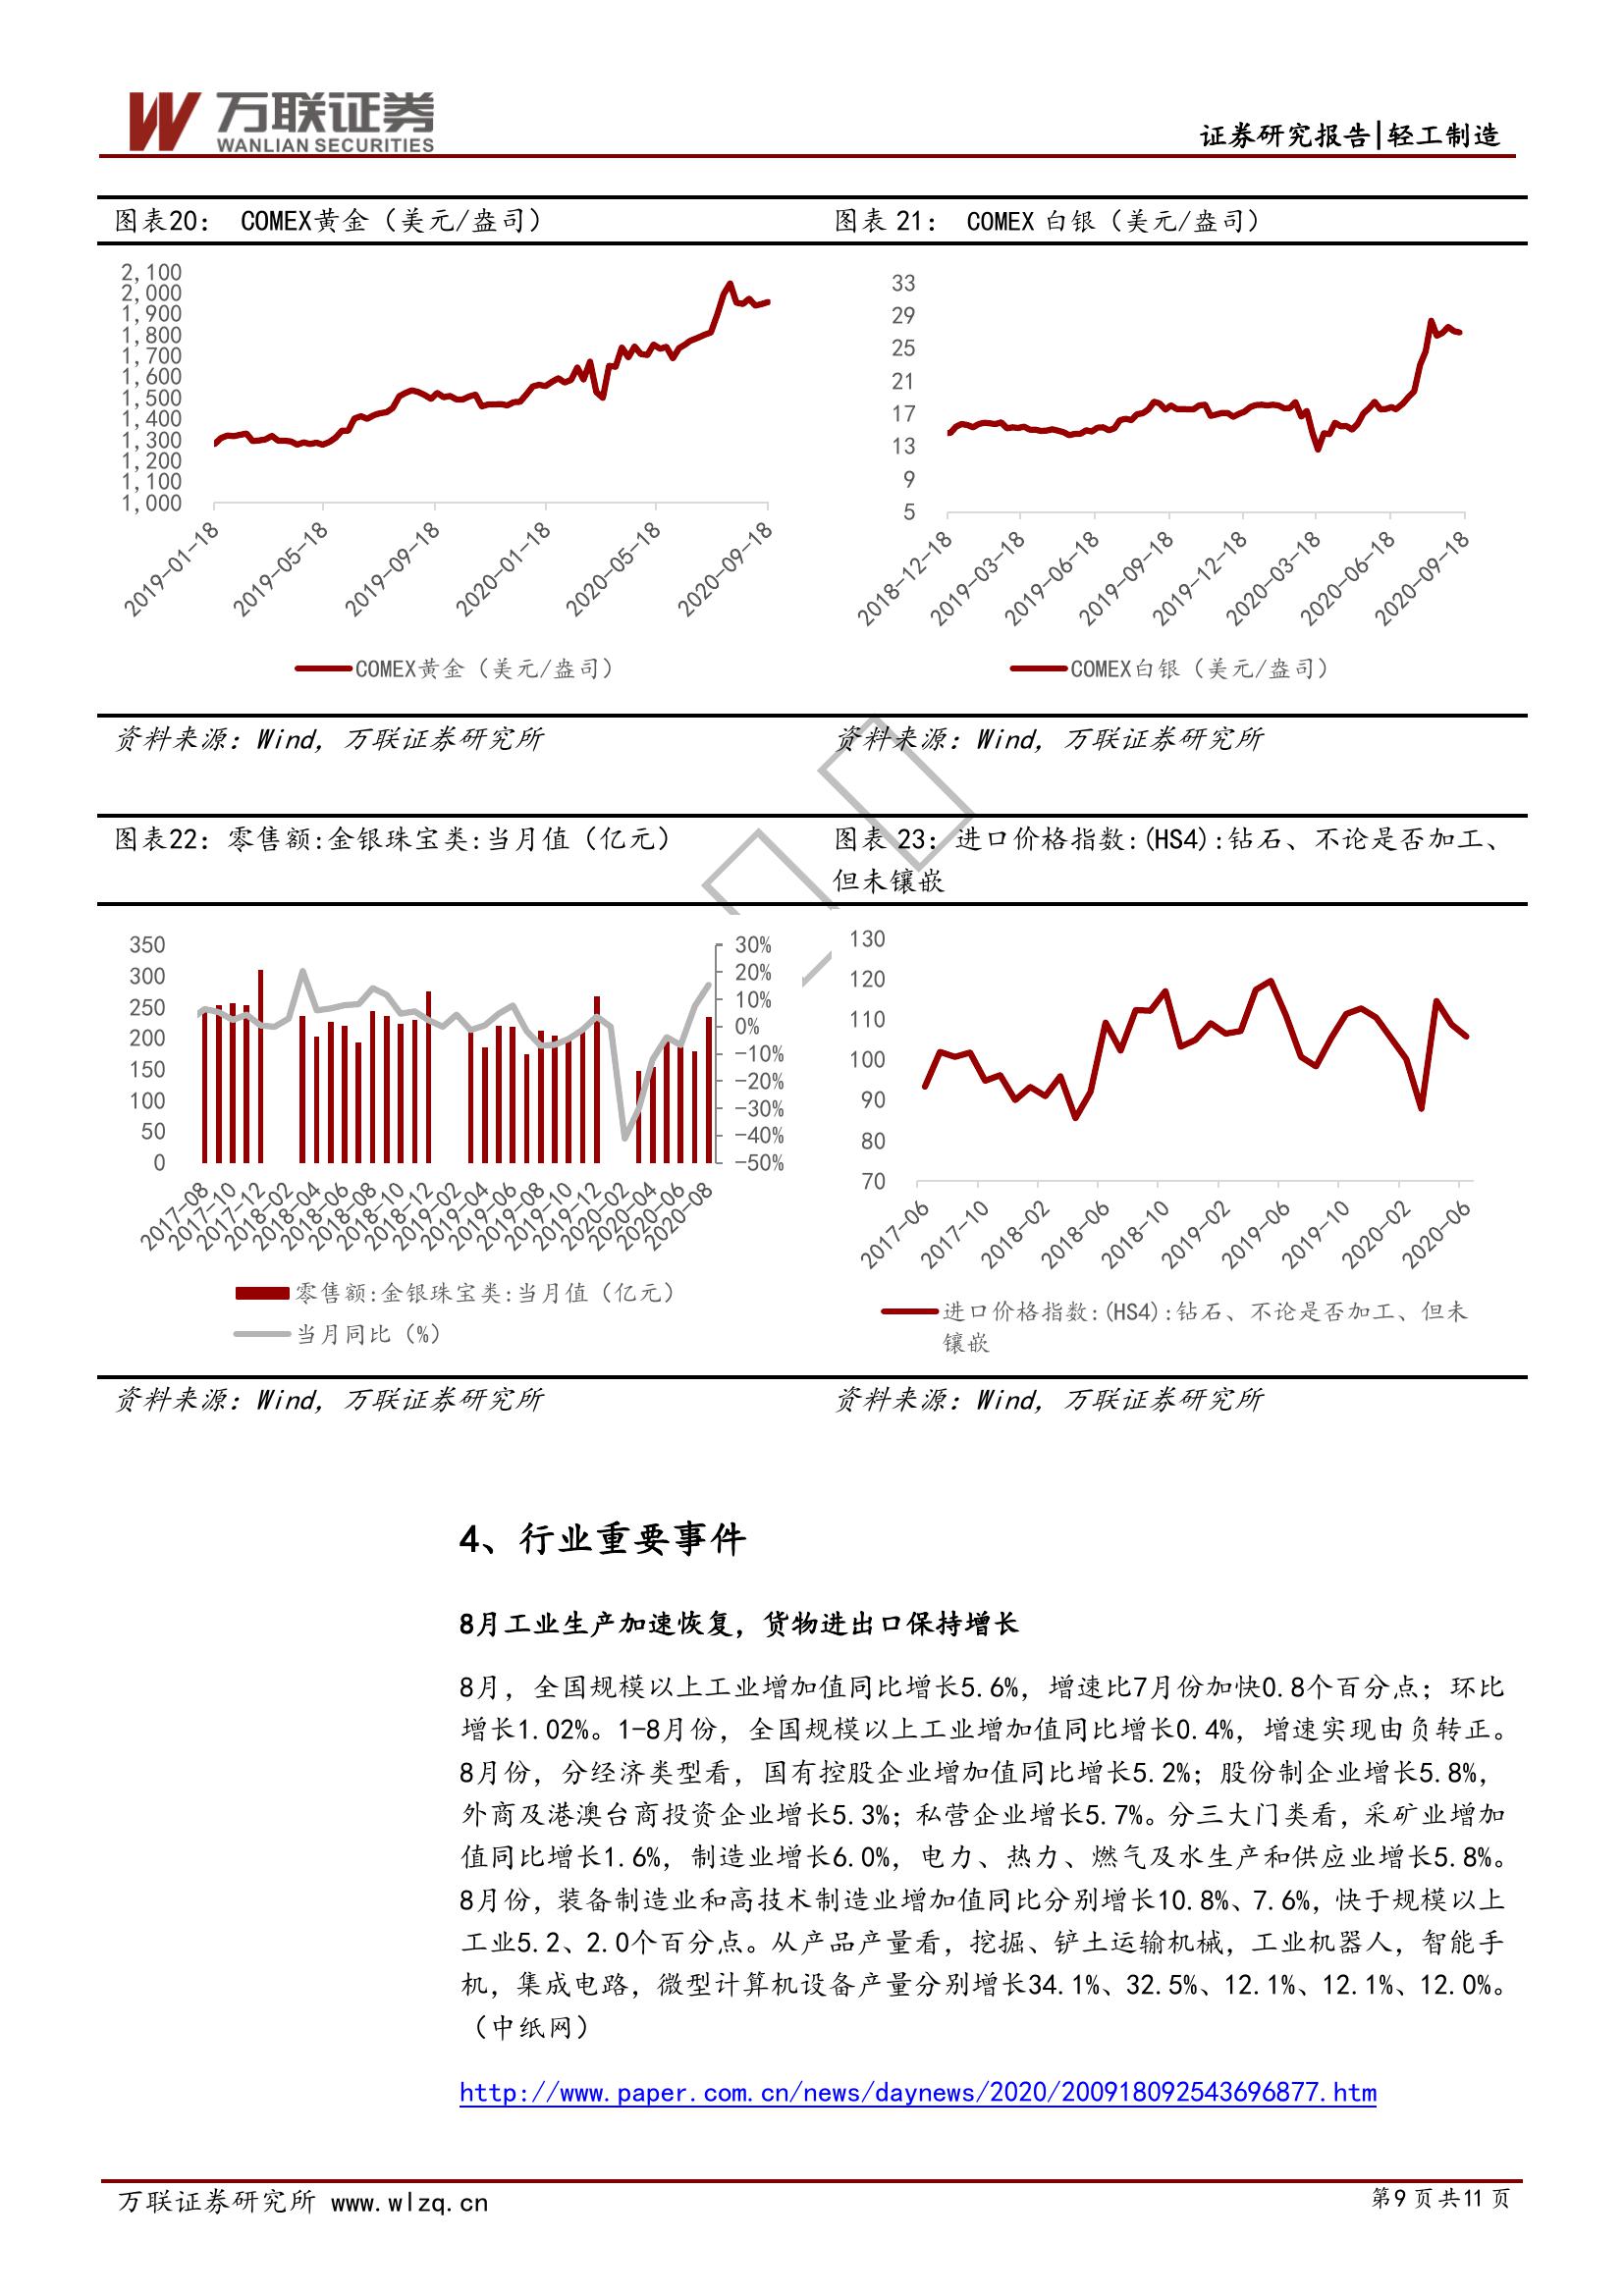 万联证券
WANLIAN SECURITIES
证券研究报告|轻工制造
图表20： COMEX黄金（美元/盎司）
2,100
2,000
1,900
1,800
1,700
1,600
1,500
1,400
1,300
1,200
1,100
1,000
2019-01-18
2019-05-18
2019-09-18
2020-01-18
2020-05-18
2020-09-18
COMEX黄金（美元/盎司）
资料来源：Wind，万联证券研究所
图表 21： COMEX 白银（美元/盎司）
33
29
25
21
17
13
9
5
2018-12-18
2019-03-18
2019-06-18
2019-09-18
2019-12-18
2020-03-18
2020-06-18
2020-09-18
COMEX白银（美元/盎司）
资料来源：Wind，万联证券研究所
图表22：零售额:金银珠宝类:当月值（亿元）
350
300
250
200
150
100
50
0
30%
20%
10%
0%
-10%
-20%
-30%
-40%
-50%
2017-08
2017-10
2017-12
2018-02
2018-04
2018-06
2018-08
2018-10
2018-12
2019-02
2019-04
2019-06
2019-08
2019-10
2019-12
2020-02
2020-04
2020-06
2020-08
零售额:金银珠宝类:当月值（亿元）
当月同比（%）
资料来源：Wind，万联证券研究所
图表 23：进口价格指数:(HS4):钻石、不论是否加工、
但未镶嵌
130
120
110
100
90
80
70
2017-06
2017-10
2018-02
2018-06
2018-10
2019-02
2019-06
2019-10
2020-02
2020-06
进口价格指数:(HS4):钻石、不论是否加工、但未
镶嵌
资料来源：Wind，万联证券研究所
4、行业重要事件
8月工业生产加速恢复，货物进出口保持增长
8月，全国规模以上工业增加值同比增长5.6%，增速比7月份加快0.8个百分点；环比
增长1.02%。1-8月份，全国规模以上工业增加值同比增长0.4%，增速实现由负转正。
8月份，分经济类型看，国有控股企业增加值同比增长5.2%；股份制企业增长5.8%，
外商及港澳台商投资企业增长5.3%；私营企业增长5.7%。分三大门类看，采矿业增加
值同比增长1.6%，制造业增长6.0%，电力、热力、燃气及水生产和供应业增长5.8%。
8月份，装备制造业和高技术制造业增加值同比分别增长10.8%、7.6%，快于规模以上
工业5.2、2.0个百分点。从产品产量看，挖掘、铲土运输机械，工业机器人，智能手
机，集成电路，微型计算机设备产量分别增长34.1%、32.5%、12.1%、12.1%、12.0%。
（中纸网）
http://www.paper.com.cn/news/daynews/2020/200918092543696877.htm
万联证券研究所 www.wlzq.cn
第9页共11页